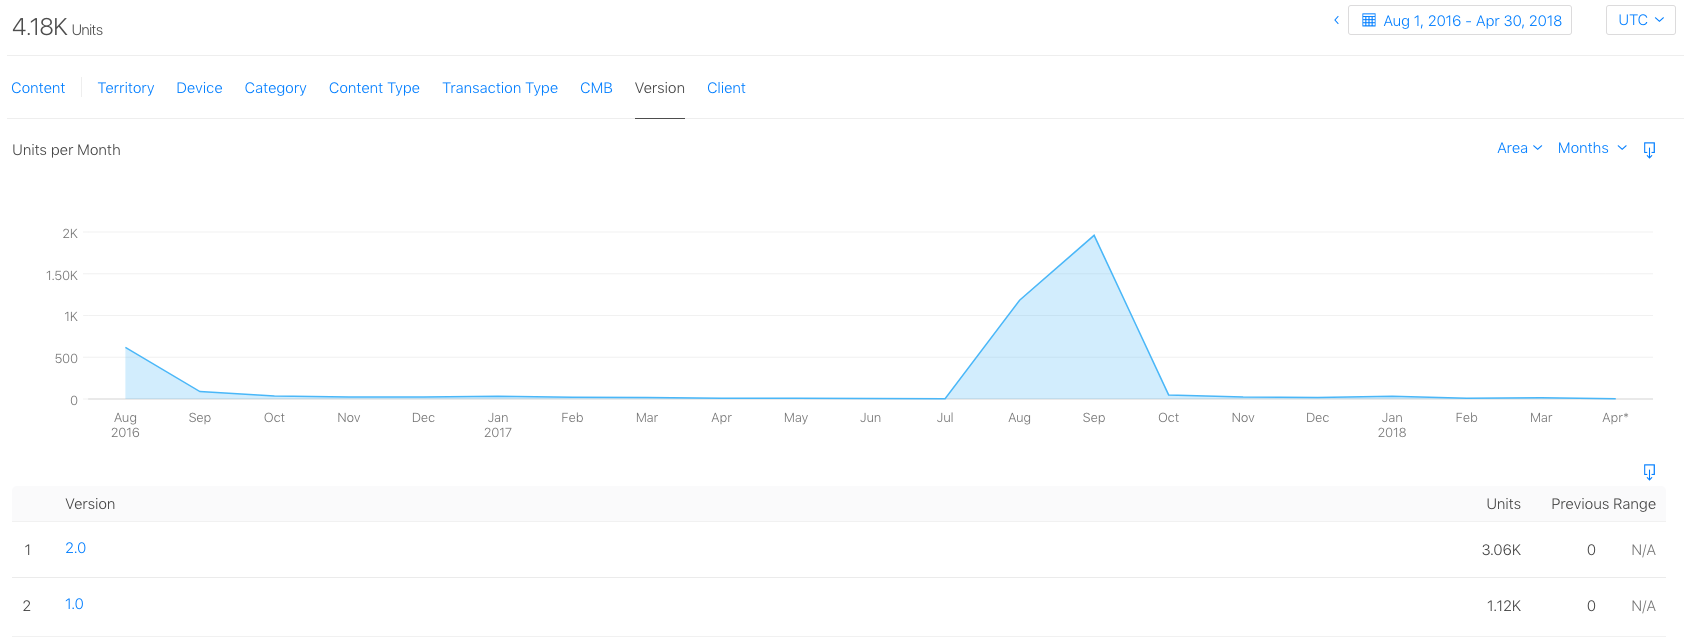 4.18K Units
Aug 1, 2016 - Apr 30, 2018
UTC
Content Territory Device Category Content Type Transaction Type CMB Version Client
Units per Month
Area Months
2K
1.50K
1K
500
0
Aug Sep Oct Nov Dec Jan Feb Mar Apr May Jun Jul Aug Sep Oct Nov Dec Jan Feb Mar Apr*
2016 2017 2018
Version Units Previous Range
1 2.0 3.06K 0 N/A
2 1.0 1.12K 0 N/A